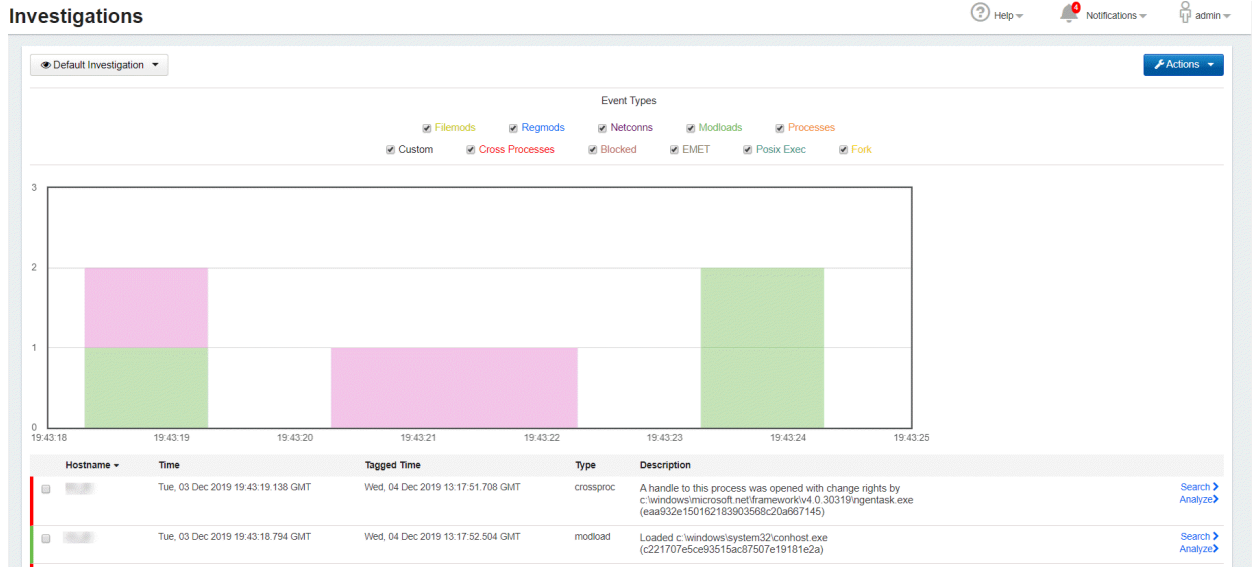 Investigations
Help
4
Notifications
admin
Default Investigation
Actions
Event Types
Filemods Regmods Netconns Modloads Processes
Custom Cross Processes Blocked EMET Posix Exec Fork
3
2
1
0
19:43:18 19:43:19 19:43:20 19:43:21 19:43:22 19:43:23 19:43:24 19:43:25
Hostname Time Tagged Time Type Description
Tue, 03 Dec 2019 19:43:19.138 GMT Wed, 04 Dec 2019 13:17:51.708 GMT crossproc A handle to this process was opened with change rights by Search
c:\windows\microsoft.net\framework\v4.0.30319\ngentask.exe Analyze
(eaa932e150162183903568c20a667145)
Tue, 03 Dec 2019 19:43:18.794 GMT Wed, 04 Dec 2019 13:17:52.504 GMT modload Loaded c:\windows\system32\conhost.exe Search
(c221707e5ce93515ac87507e19181e2a) Analyze